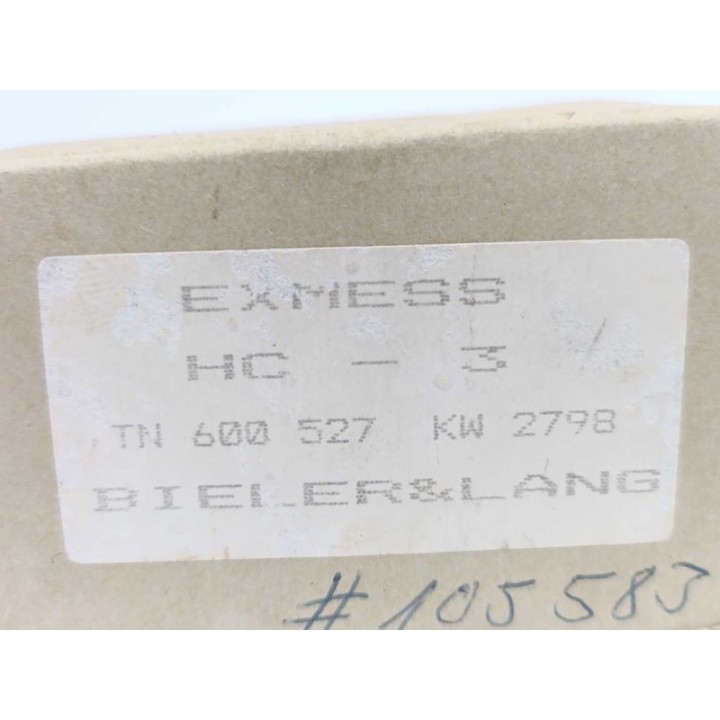 EXMESS
HC - 3
TN 600 527 KW 2798
BIELER&LANG
#105583